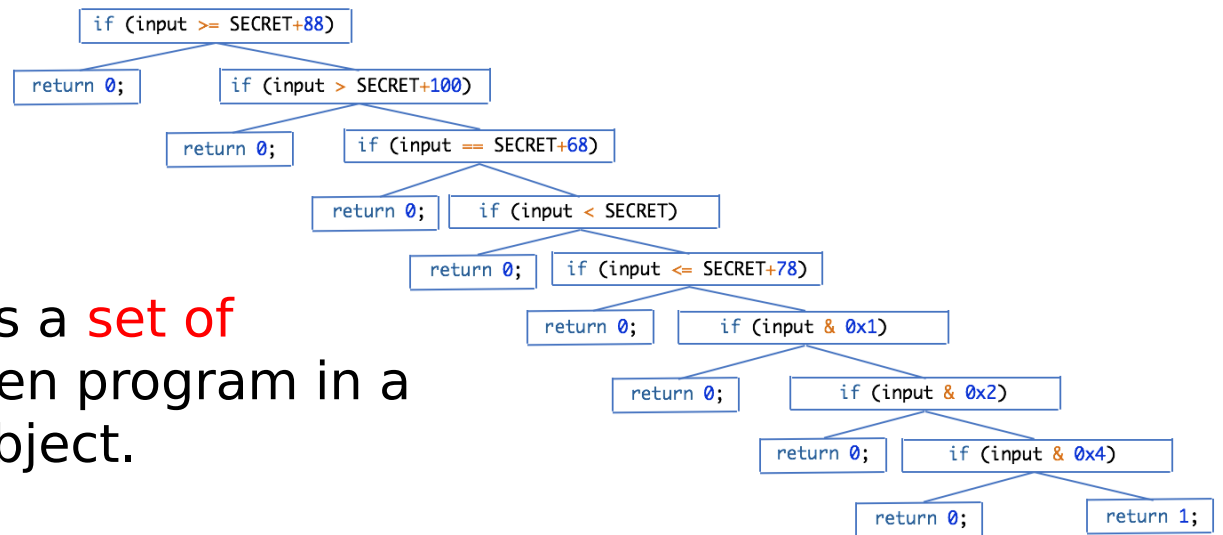 if (input >= SECRET+88)
return 0;
if (input > SECRET+100)
return 0;
if (input == SECRET+68)
return 0;
if (input < SECRET)
return 0;
if (input <= SECRET+78)
return 0;
if (input & 0x1)
return 0;
if (input & 0x2)
return 0;
if (input & 0x4)
return 0;
return 1;
s a set of
en program in a
bject.